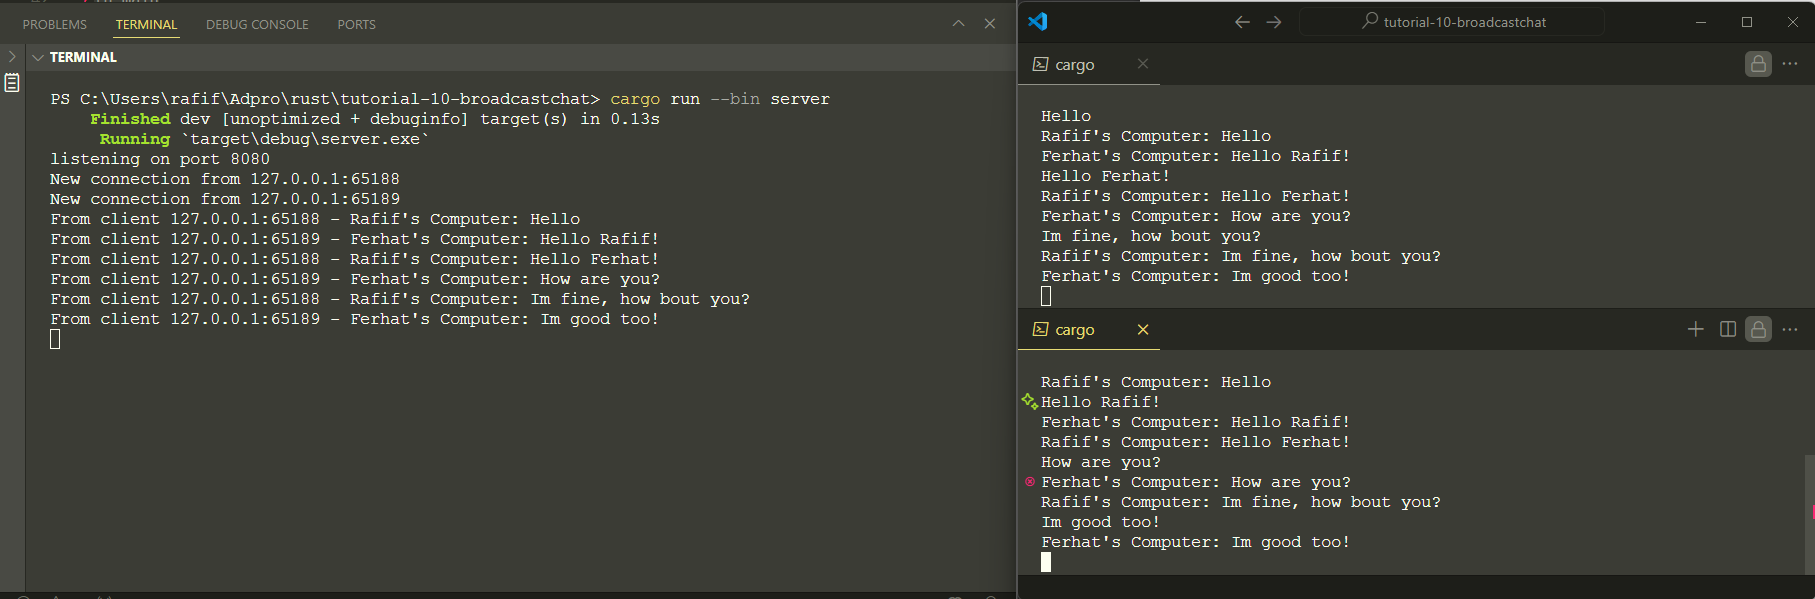 PROBLEMS TERMINAL DEBUG CONSOLE PORTS
TERMINAL
PS C:\Users\rafif\Adpro\rust\tutorial-10-broadcastchat> cargo run --bin server
Finished dev [unoptimized + debuginfo] target(s) in 0.13s
Running `target\debug\server.exe`
listening on port 8080
New connection from 127.0.0.1:65188
New connection from 127.0.0.1:65189
From client 127.0.0.1:65188 - Rafif's Computer: Hello
From client 127.0.0.1:65189 - Ferhat's Computer: Hello Rafif!
From client 127.0.0.1:65188 - Rafif's Computer: Hello Ferhat!
From client 127.0.0.1:65189 - Ferhat's Computer: How are you?
From client 127.0.0.1:65188 - Rafif's Computer: Im fine, how bout you?
From client 127.0.0.1:65189 - Ferhat's Computer: Im good too!
tutorial-10-broadcastchat
cargo
Hello
Rafif's Computer: Hello
Ferhat's Computer: Hello Rafif!
Hello Ferhat!
Rafif's Computer: Hello Ferhat!
Ferhat's Computer: How are you?
Im fine, how bout you?
Rafif's Computer: Im fine, how bout you?
Ferhat's Computer: Im good too!
cargo
Rafif's Computer: Hello
Hello Rafif!
Ferhat's Computer: Hello Rafif!
Rafif's Computer: Hello Ferhat!
How are you?
Ferhat's Computer: How are you?
Rafif's Computer: Im fine, how bout you?
Im good too!
Ferhat's Computer: Im good too!